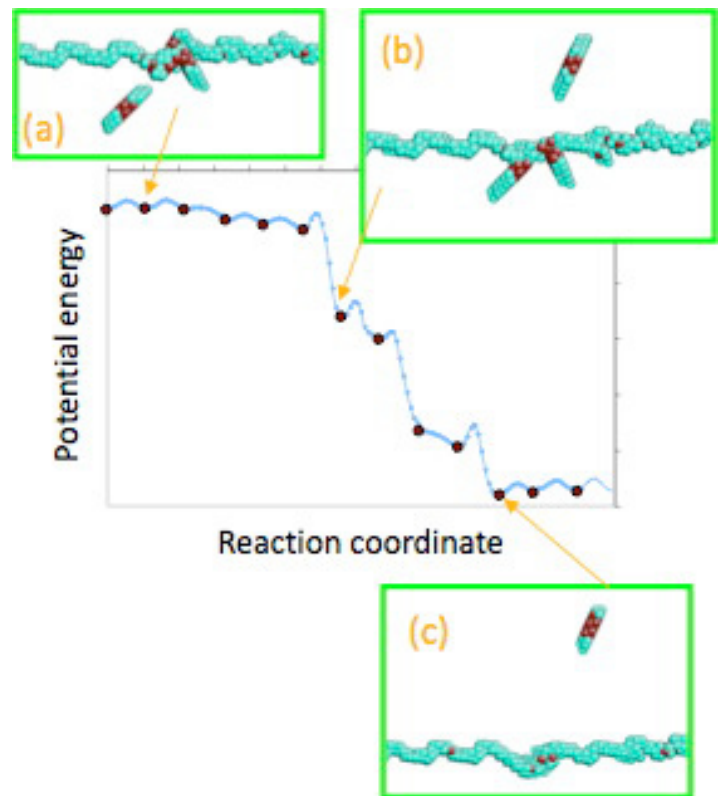 (a)
(b)
Potential energy
Reaction coordinate
(c)